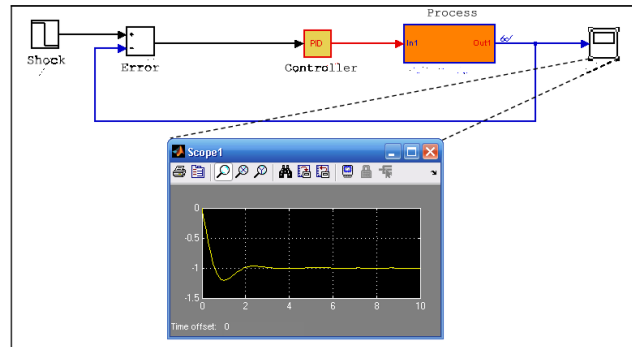 Process
+
-
PID
In1
Out1
Shock
Error
Controller
Scope1
0
-0.5
-1
-1.5
0
2
4
6
8
10
Time offset: 0